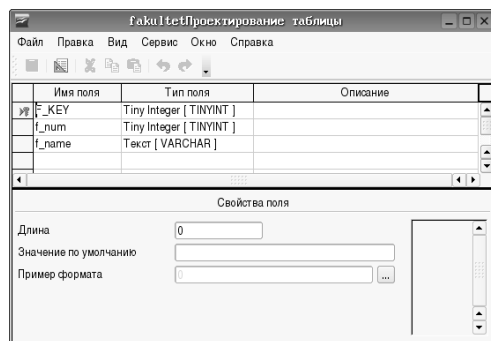 fakultetПроектирование таблицы
Файл Правка Вид Сервис Окно Справка
Имя поля Тип поля Описание
F_KEY Tiny Integer [ TINYINT ]
f_num Tiny Integer [ TINYINT ]
f_name Текст [ VARCHAR ]
Свойства поля
Длина 0
Значение по умолчанию
Пример формата 0 ...